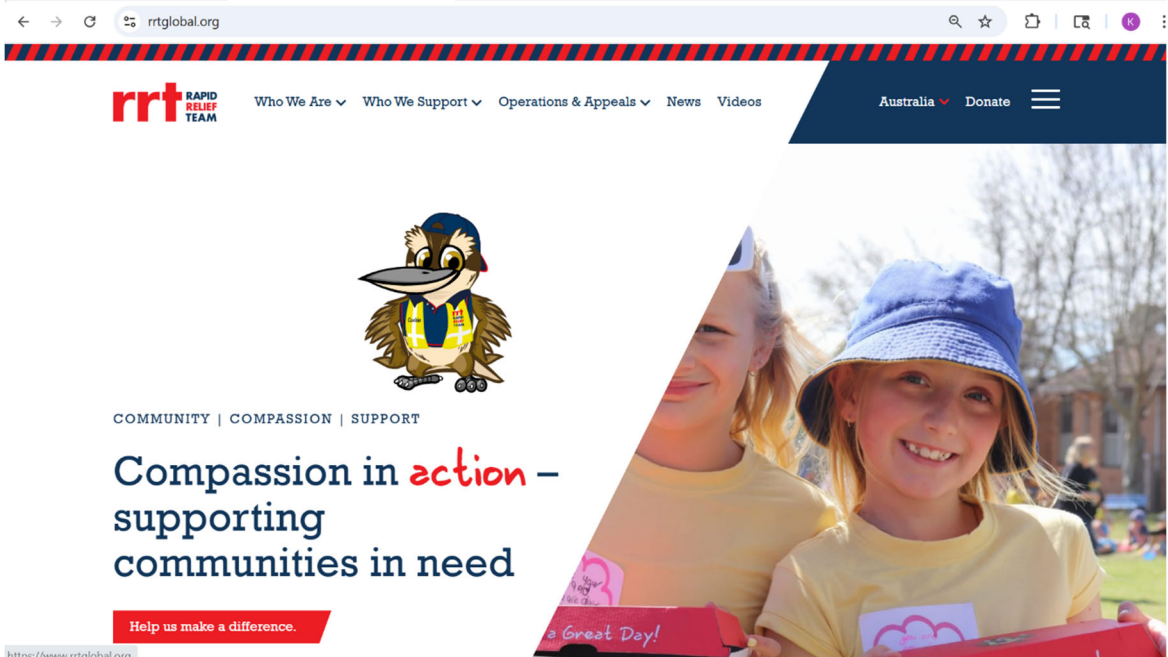 rrtglobal.org
K
rrt RAPID
RELIEF
TEAM
Who We Are
Who We Support
Operations & Appeals
News
Videos
Australia
Donate
COMMUNITY | COMPASSION | SUPPORT
Compassion in action –
supporting
communities in need
Help us make a difference.
a Great Day!
https://www.rrtglobal.org